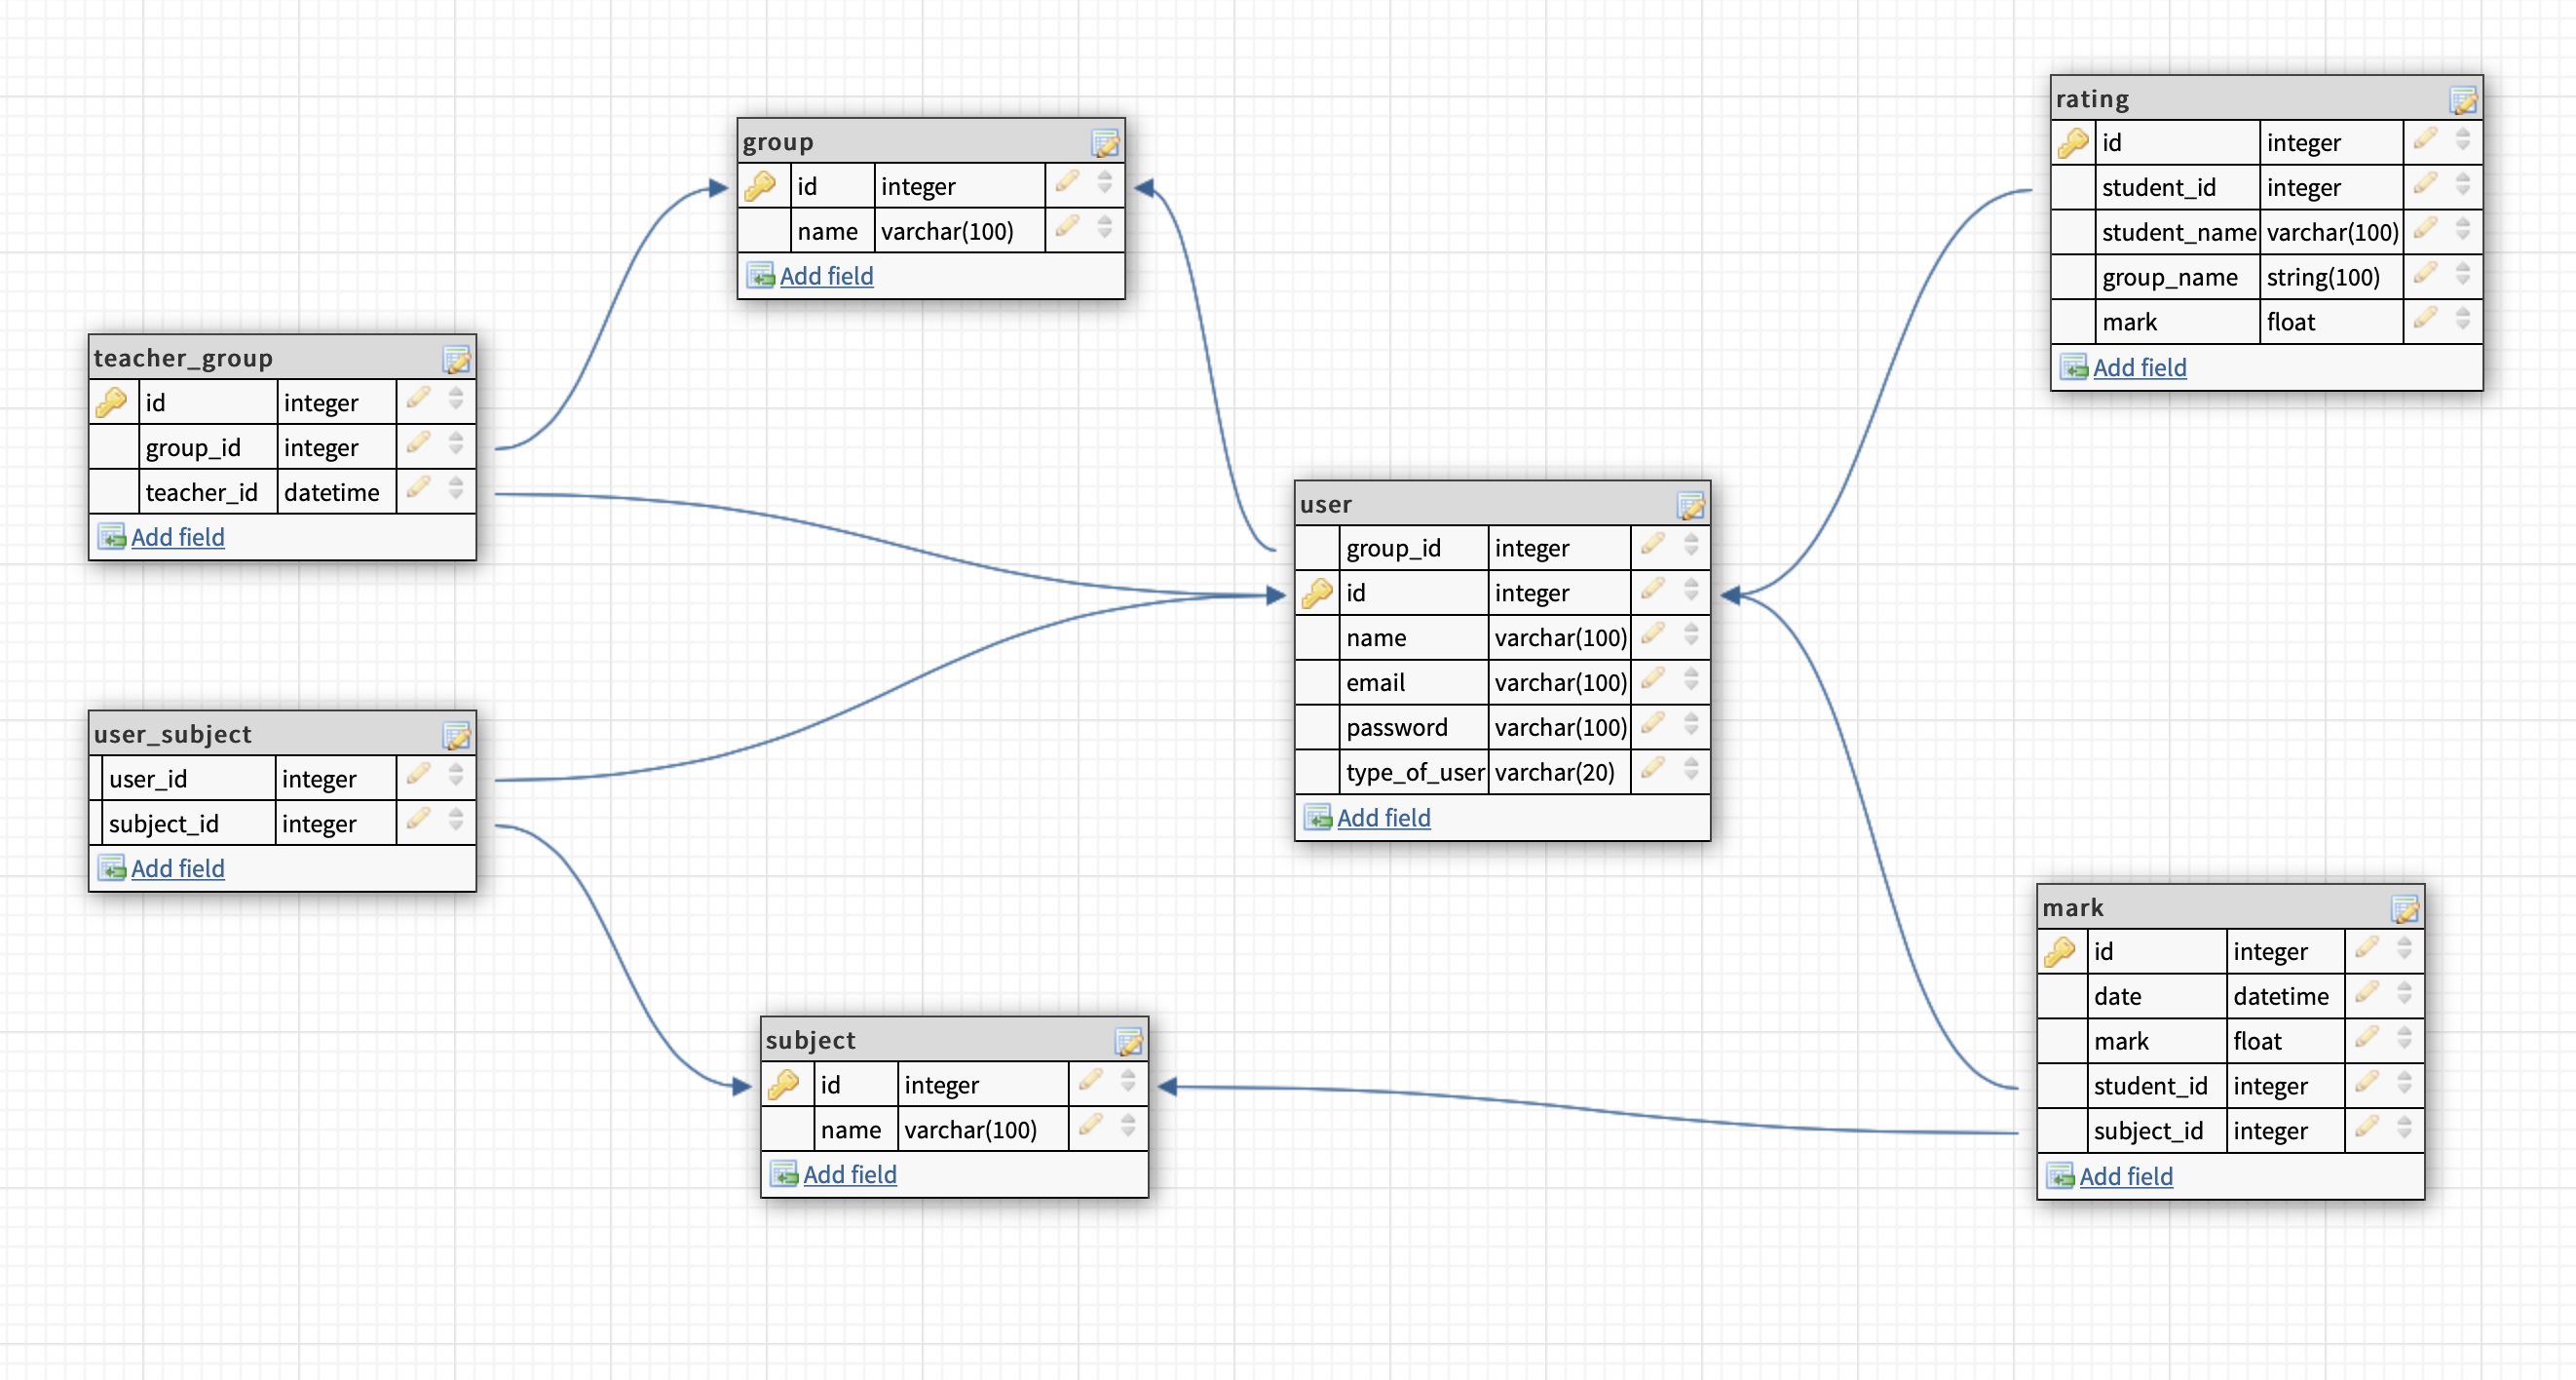 group
id integer
name varchar(100)
Add field
rating
id integer
student_id integer
student_name varchar(100)
group_name string(100)
mark float
Add field
teacher_group
id integer
group_id integer
teacher_id datetime
Add field
user
group_id integer
id integer
name varchar(100)
email varchar(100)
password varchar(100)
type_of_user varchar(20)
Add field
user_subject
user_id integer
subject_id integer
Add field
subject
id integer
name varchar(100)
Add field
mark
id integer
date datetime
mark float
student_id integer
subject_id integer
Add field